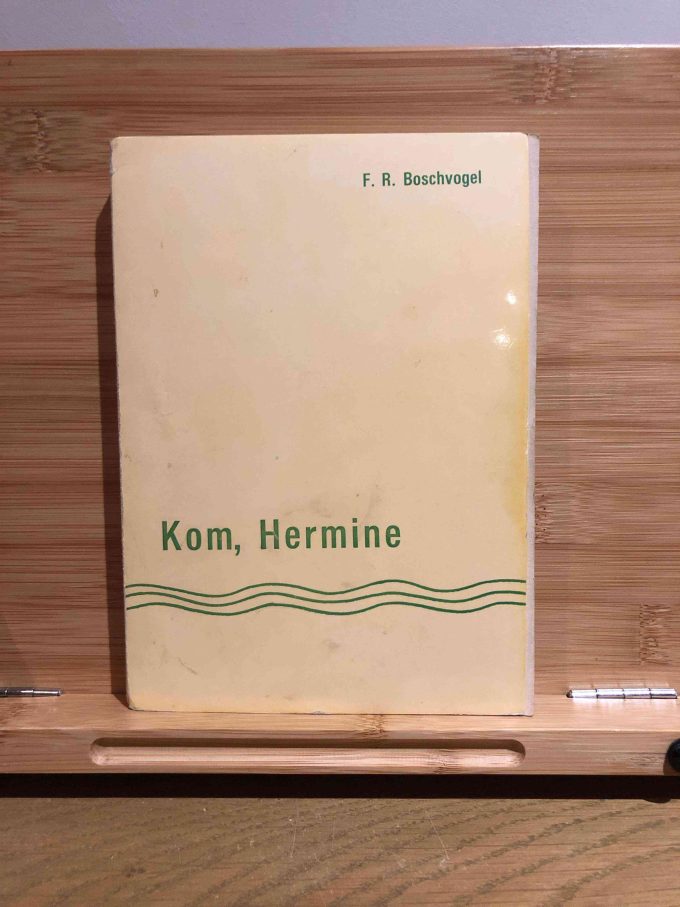 F. R. Boschvogel
Kom, Hermine